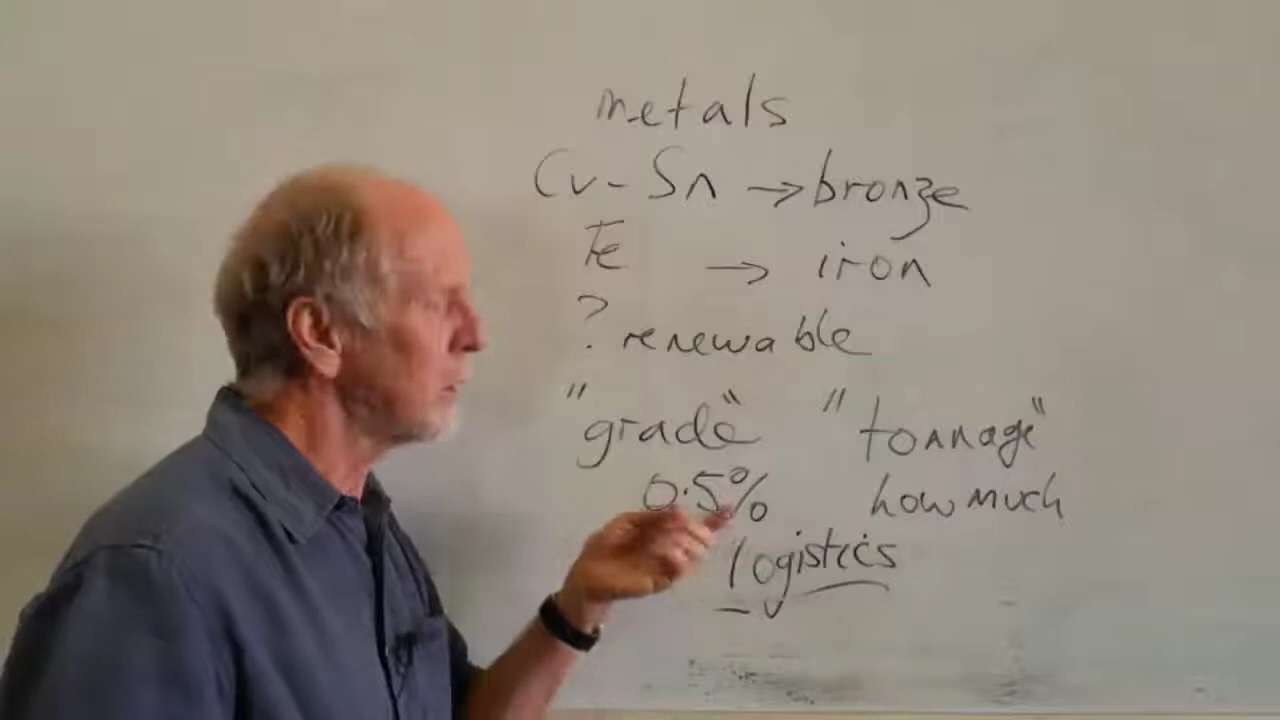 metals
Cu - Sn → bronze
Fe → iron
? renewable
"grade" "tonnage"
0.5% how much
logistics